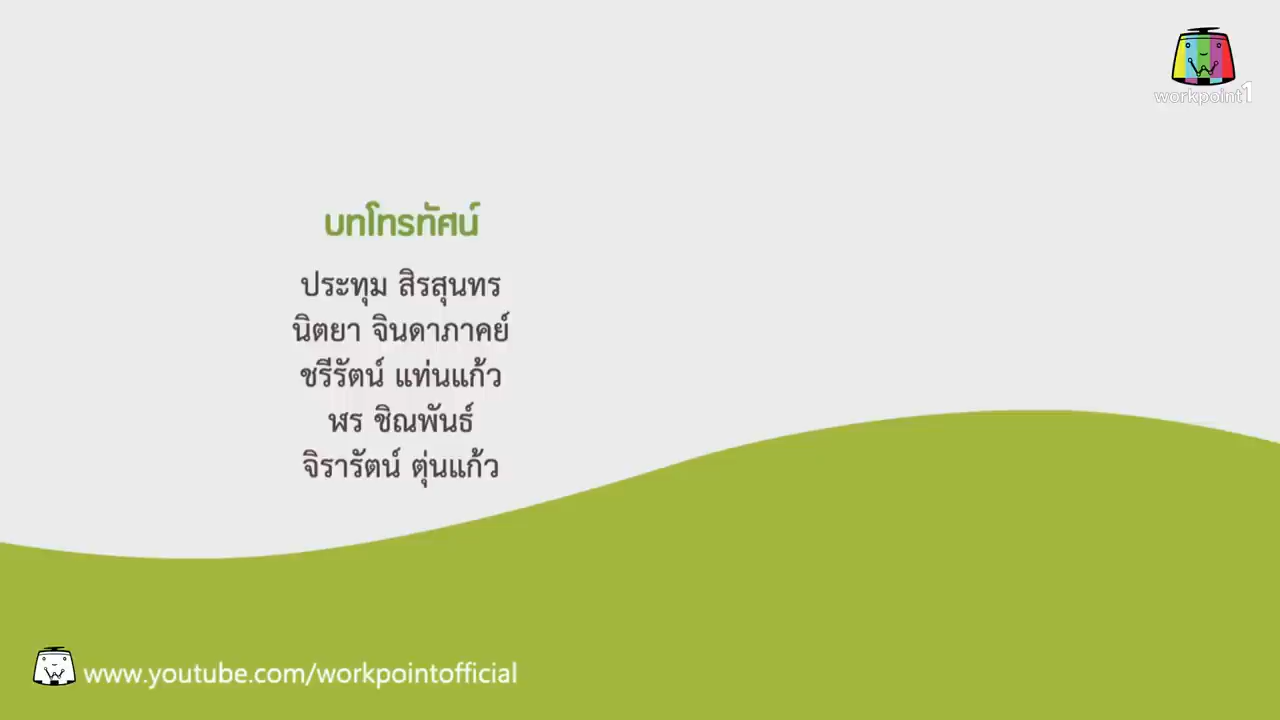 workpoint1
บทโทรทัศน์
ประทุม สิรสุนทร
นิตยา จินดาภาคย์
ชรีรัตน์ แท่นแก้ว
ฬร ชิณพันธ์
จิรารัตน์ ตุ่นแก้ว
www.youtube.com/workpointofficial